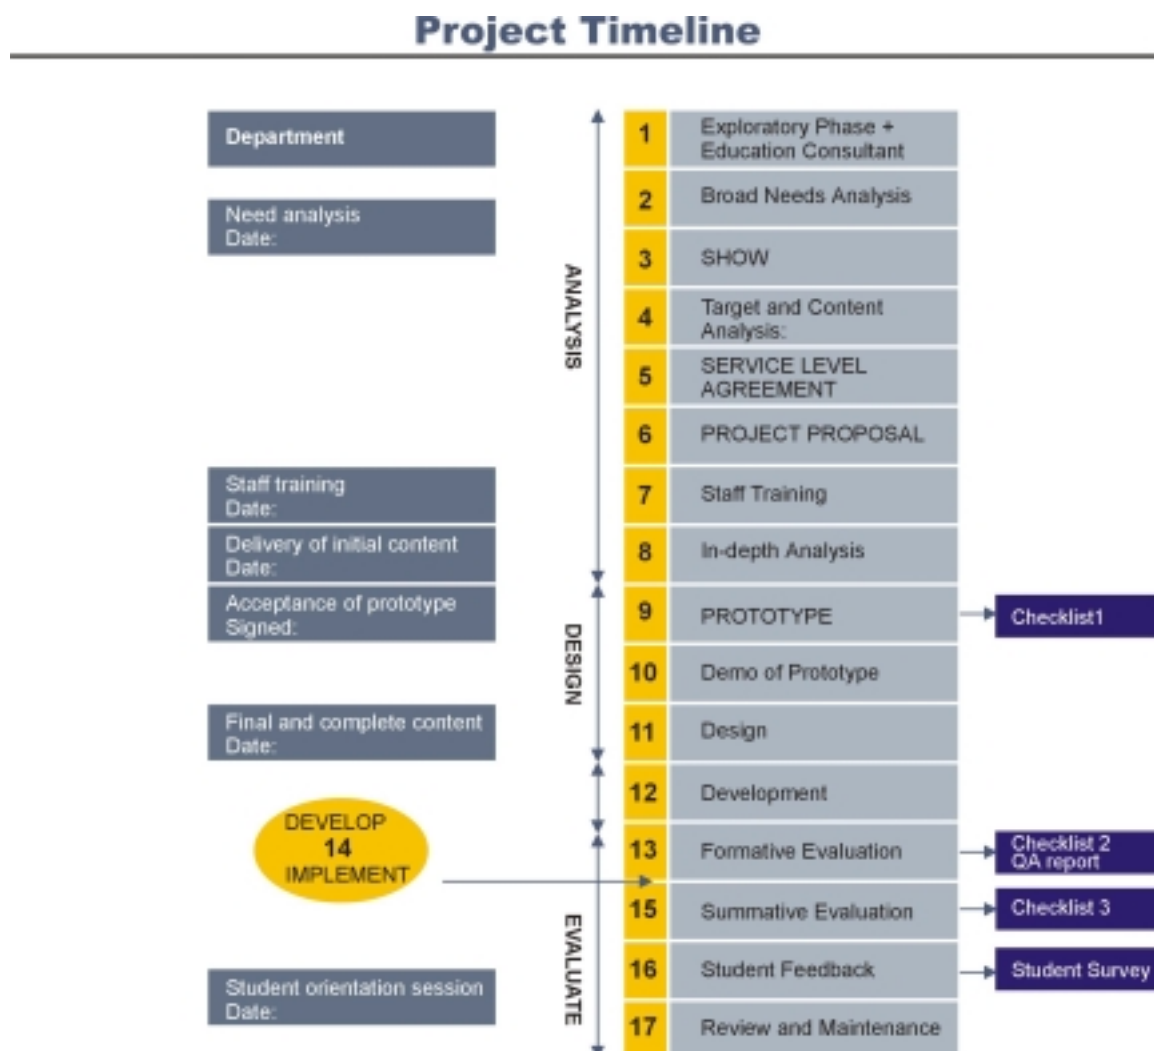 Project Timeline
Department
Need analysis
Date:
Staff training
Date:
Delivery of initial content
Date:
Acceptance of prototype
Signed:
Final and complete content
Date:
DEVELOP
14
IMPLEMENT
Student orientation session
Date:
ANALYSIS
DESIGN
EVALUATE
1
Exploratory Phase +
Education Consultant
2
Broad Needs Analysis
3
SHOW
4
Target and Content
Analysis:
5
SERVICE LEVEL
AGREEMENT
6
PROJECT PROPOSAL
7
Staff Training
8
In-depth Analysis
9
PROTOTYPE
Checklist1
10
Demo of Prototype
11
Design
12
Development
13
Formative Evaluation
Checklist 2
QA report
15
Summative Evaluation
Checklist 3
16
Student Feedback
Student Survey
17
Review and Maintenance